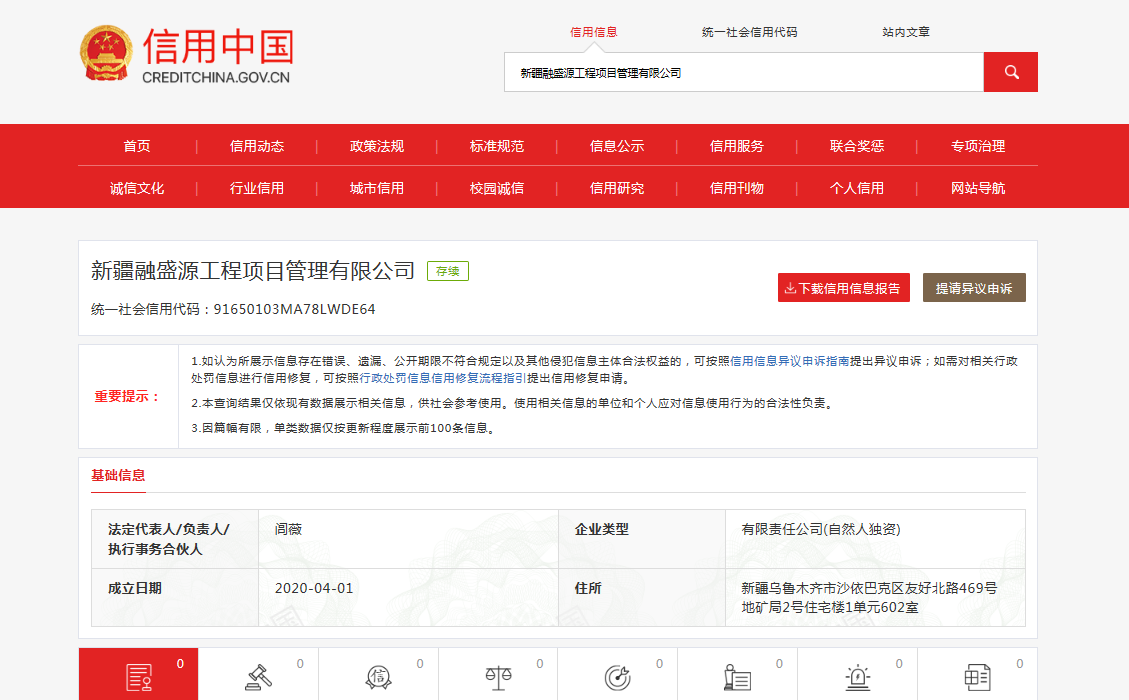 信用中国
CREDITCHINA.GOV.CN
信用信息
统一社会信用代码
站内文章
新疆融盛源工程项目管理有限公司
首页 | 信用动态 | 政策法规 | 标准规范 | 信息公示 | 信用服务 | 联合奖惩 | 专项治理
诚信文化 | 行业信用 | 城市信用 | 校园诚信 | 信用研究 | 信用刊物 | 个人信用 | 网站导航
新疆融盛源工程项目管理有限公司 存续
统一社会信用代码：91650103MA78LWDE64
下载信用信息报告
提请异议申诉
重要提示：
1.如认为所展示信息存在错误、遗漏、公开期限不符合规定以及其他侵犯信息主体合法权益的，可按照信用信息异议申诉指南提出异议申诉；如需对相关行政
处罚信息进行信用修复，可按照行政处罚信息信用修复流程指引提出信用修复申请。
2.本查询结果仅依现有数据展示相关信息，供社会参考使用。使用相关信息的单位和个人应对信息使用行为的合法性负责。
3.因篇幅有限，单类数据仅按更新程度展示前100条信息。
基础信息
法定代表人/负责人/
执行事务合伙人
闫薇
企业类型
有限责任公司(自然人独资)
成立日期
2020-04-01
住所
新疆乌鲁木齐市沙依巴克区友好北路469号
地矿局2号住宅楼1单元602室
0 0 0 0 0 0 0 0
信